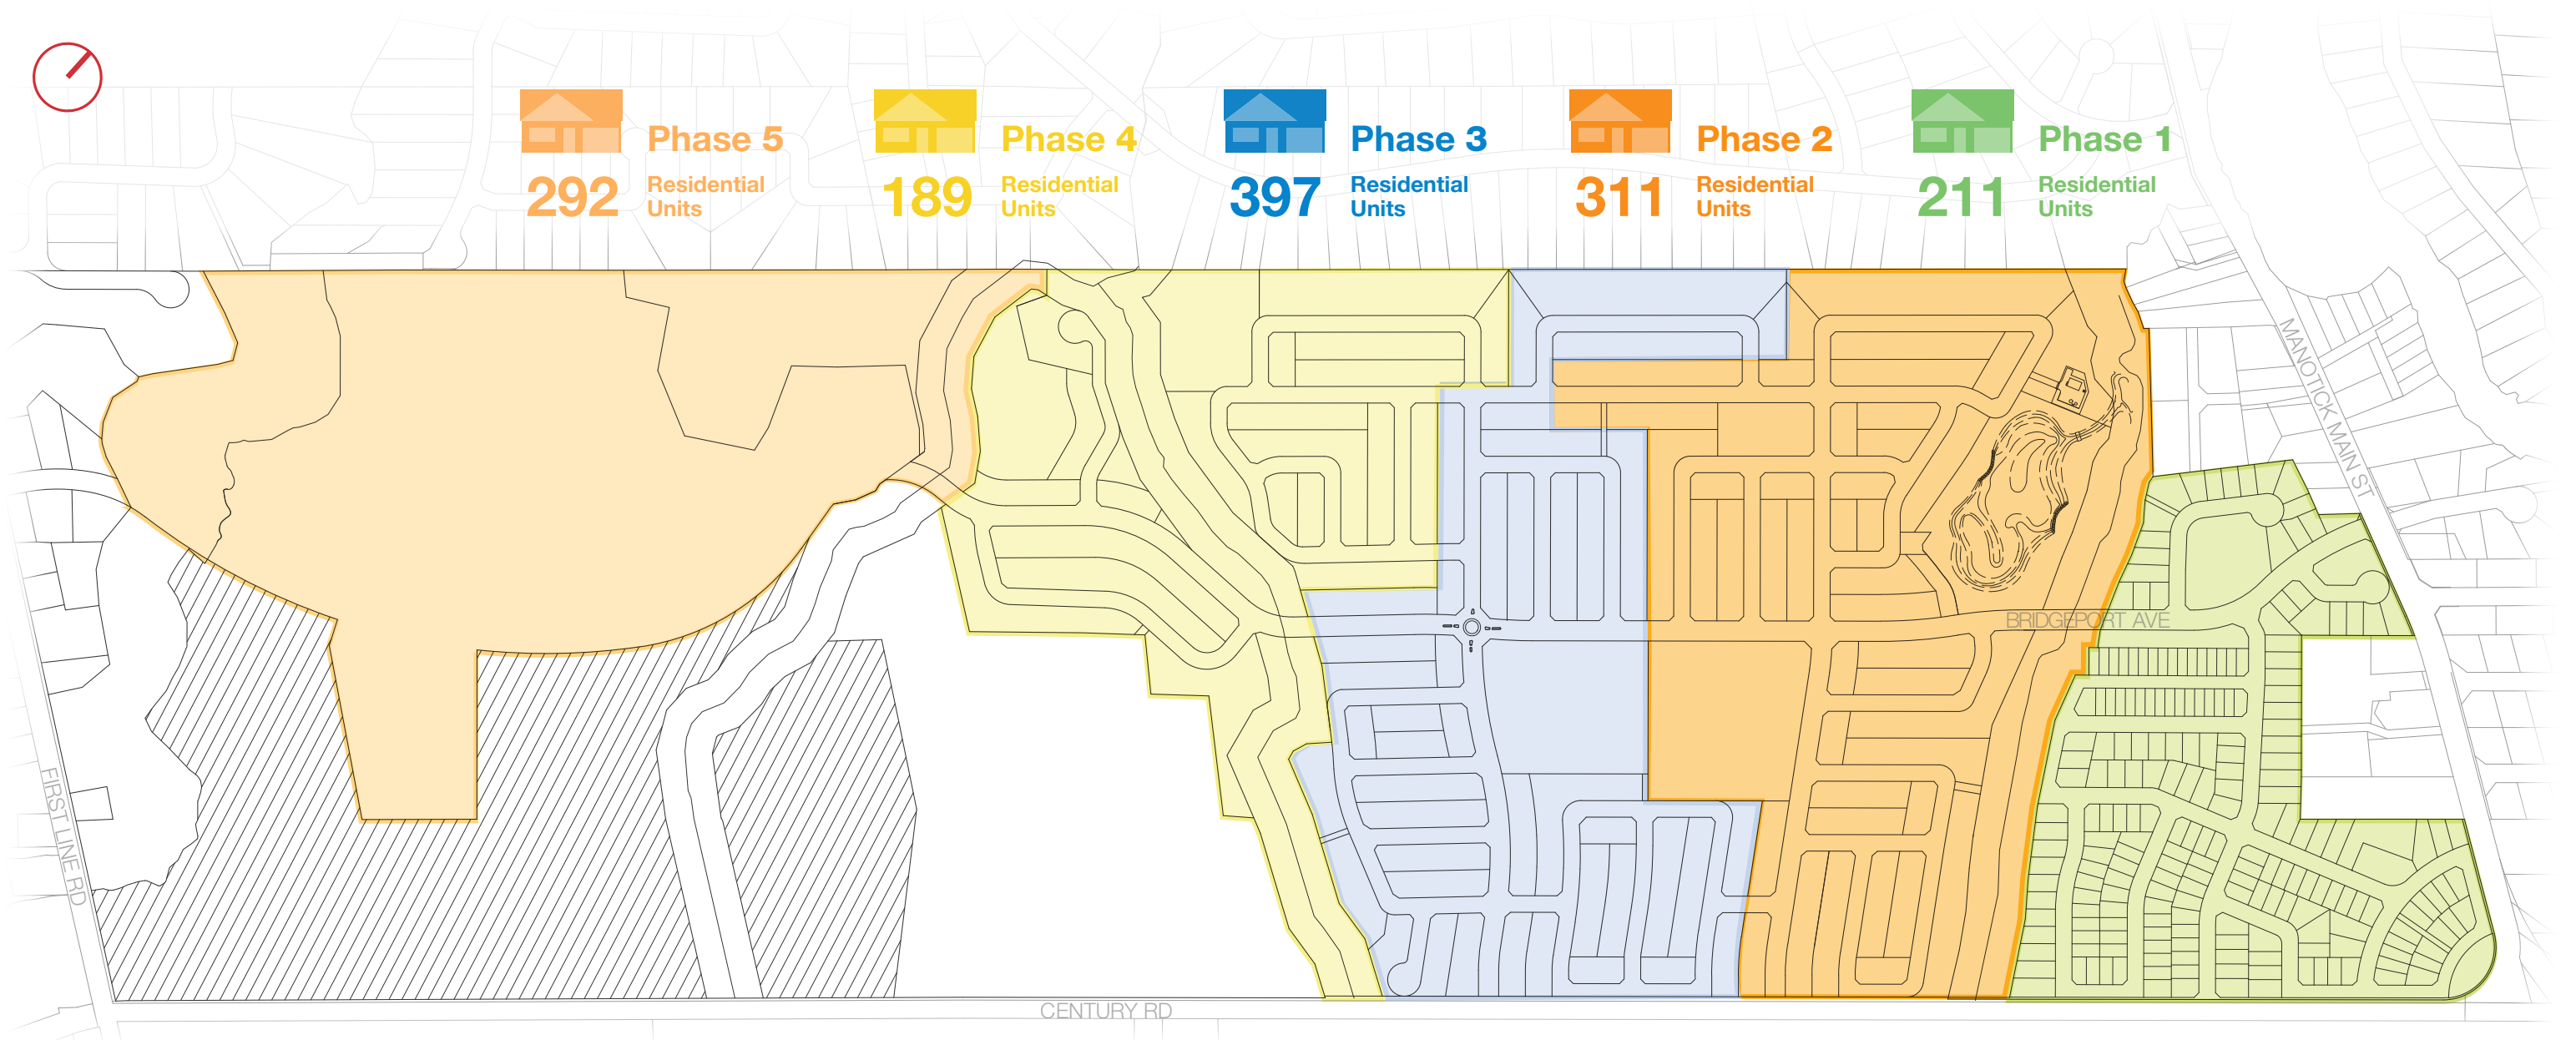 Phase 5
292 Residential
Units
Phase 4
189 Residential
Units
Phase 3
397 Residential
Units
Phase 2
311 Residential
Units
Phase 1
211 Residential
Units
MANOTICK MAIN ST
BRIDGEPORT AVE
FIRST LINE RD
CENTURY RD